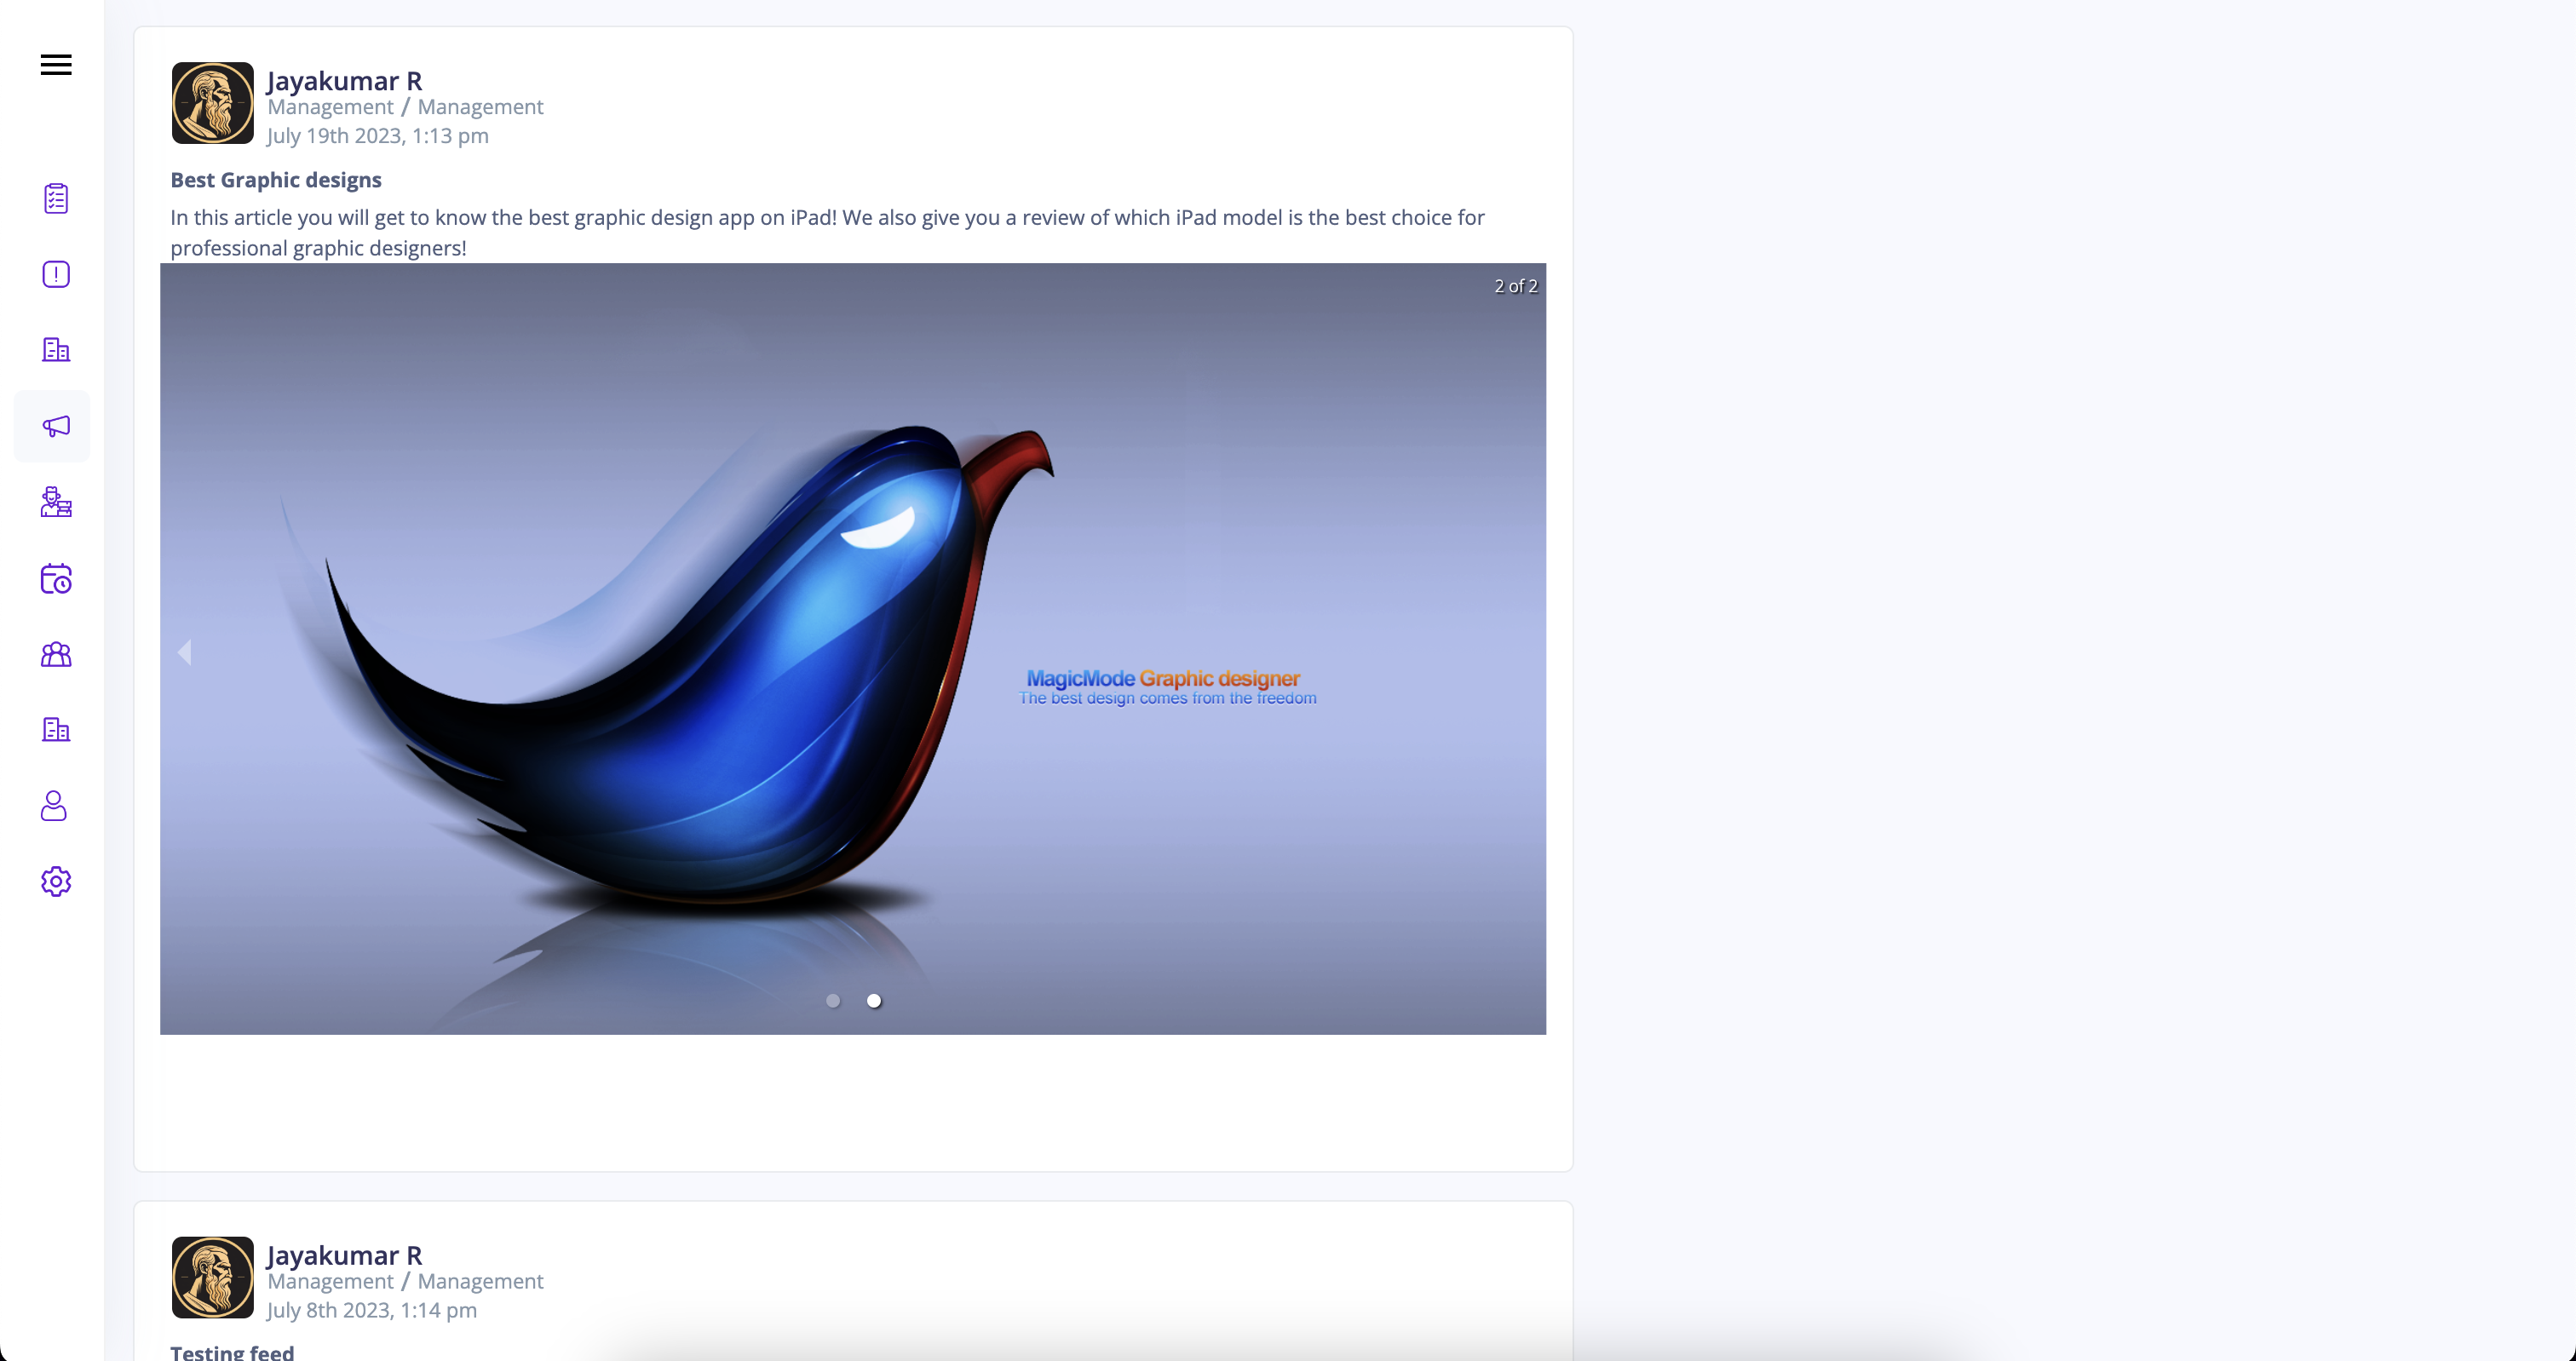 Jayakumar R
Management / Management
July 19th 2023, 1:13 pm
Best Graphic designs
In this article you will get to know the best graphic design app on iPad! We also give you a review of which iPad model is the best choice for
professional graphic designers!
2 of 2
MagicMode Graphic designer
The best design comes from the freedom
Jayakumar R
Management / Management
July 8th 2023, 1:14 pm
Testing feed